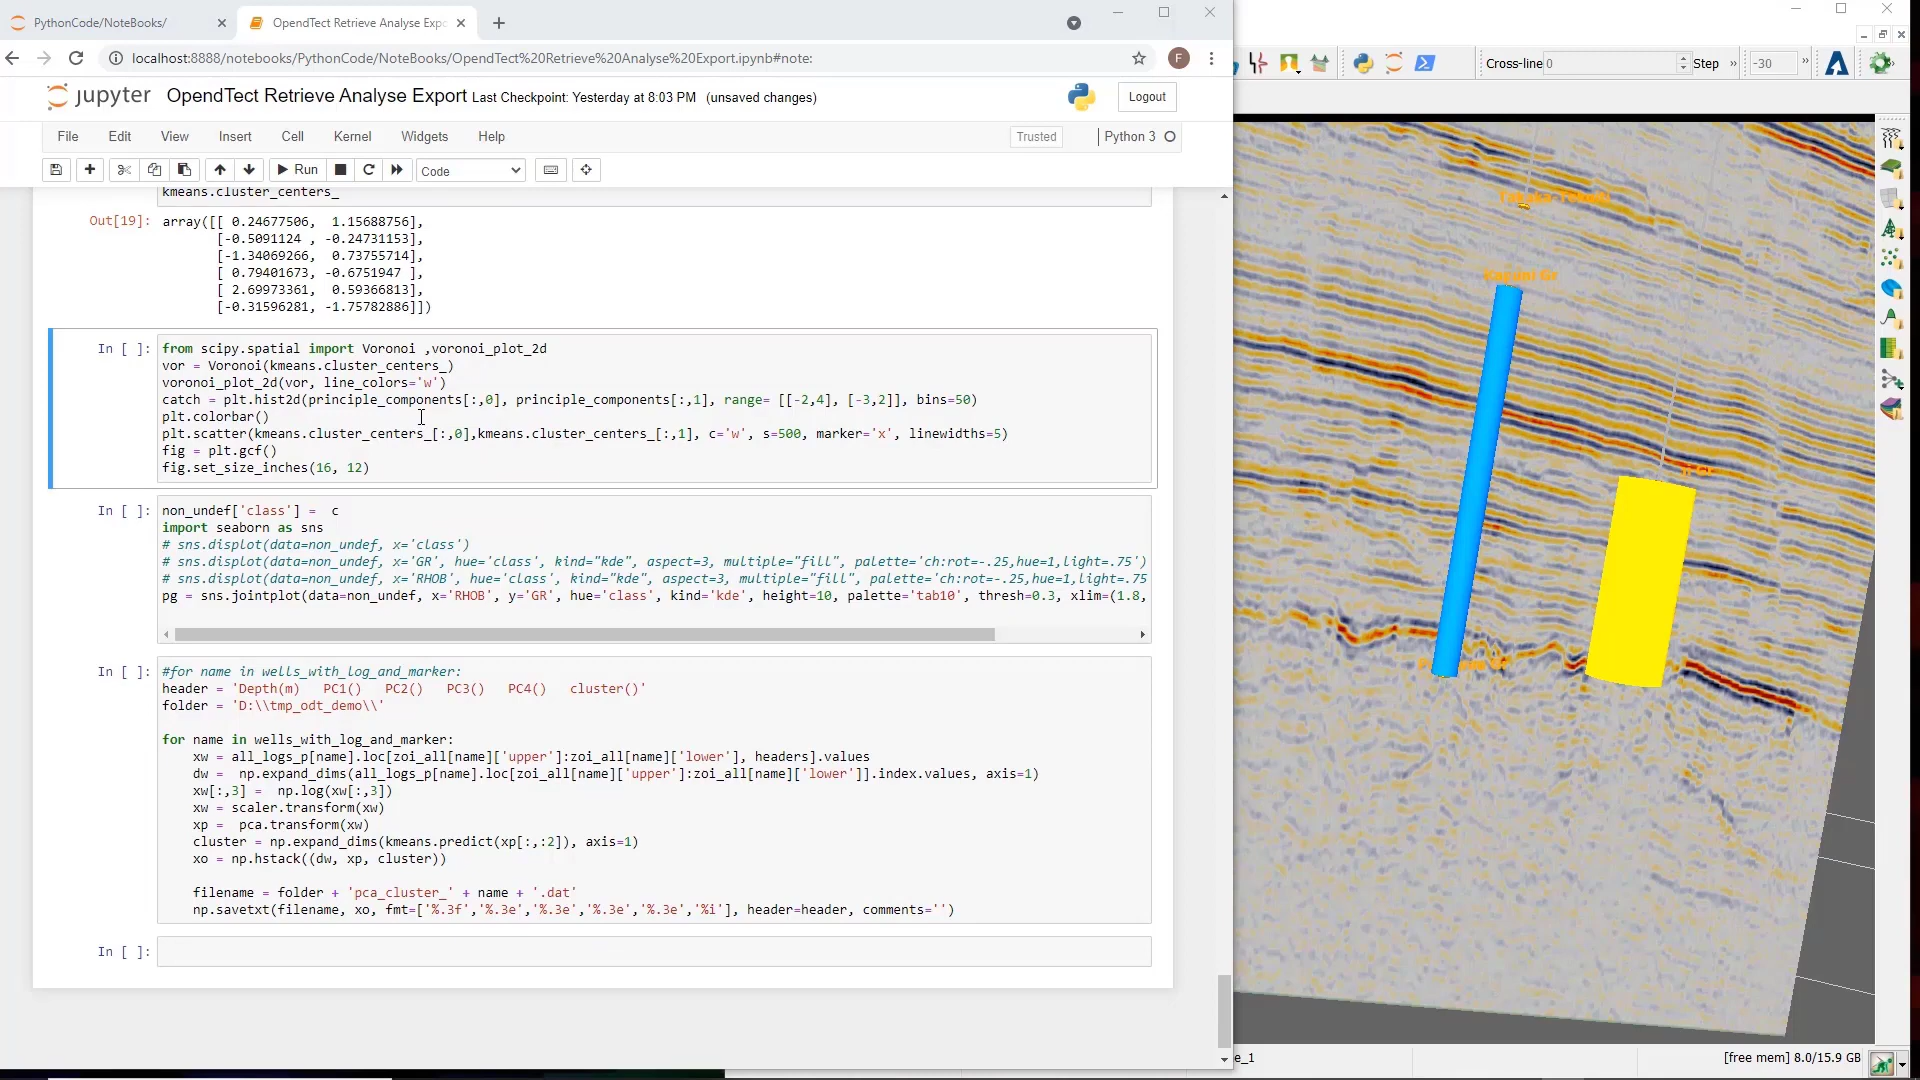 PythonCode/NoteBooks/
OpendTect Retrieve Analyse Expo
localhost:8888/notebooks/PythonCode/NoteBooks/OpendTect%20Retrieve%20Analyse%20Export.ipynb#note:
F
Cross-line 0 Step » -30 »
jupyter OpendTect Retrieve Analyse Export Last Checkpoint: Yesterday at 8:03 PM (unsaved changes)
Logout
File Edit View Insert Cell Kernel Widgets Help
Trusted
Python 3
Run
Code
kmeans.cluster_centers_
Out[19]: array([[ 0.24677506,  1.15688756],
[-0.5091124 , -0.24731153],
[-1.34069266,  0.73755714],
[ 0.79401673, -0.6751947 ],
[ 2.69973361,  0.59366813],
[-0.31596281, -1.75782886]])
In [ ]: from scipy.spatial import Voronoi ,voronoi_plot_2d
vor = Voronoi(kmeans.cluster_centers_)
voronoi_plot_2d(vor, line_colors='w')
catch = plt.hist2d(principle_components[:,0], principle_components[:,1], range= [[-2,4], [-3,2]], bins=50)
plt.colorbar()
plt.scatter(kmeans.cluster_centers_[:,0],kmeans.cluster_centers_[:,1], c='w', s=500, marker='x', linewidths=5)
fig = plt.gcf()
fig.set_size_inches(16, 12)
In [ ]: non_undef['class'] =  c
import seaborn as sns
# sns.displot(data=non_undef, x='class')
# sns.displot(data=non_undef, x='GR', hue='class', kind="kde", aspect=3, multiple="fill", palette='ch:rot=-.25,hue=1,light=.75')
# sns.displot(data=non_undef, x='RHOB', hue='class', kind="kde", aspect=3, multiple="fill", palette='ch:rot=-.25,hue=1,light=.75
pg = sns.jointplot(data=non_undef, x='RHOB', y='GR', hue='class', kind='kde', height=10, palette='tab10', thresh=0.3, xlim=(1.8,
In [ ]: #for name in wells_with_log_and_marker:
header = 'Depth(m)   PC1()   PC2()   PC3()   PC4()   cluster()'
folder = 'D:\\tmp_odt_demo\\'
for name in wells_with_log_and_marker:
xw = all_logs_p[name].loc[zoi_all[name]['upper']:zoi_all[name]['lower'], headers].values
dw =  np.expand_dims(all_logs_p[name].loc[zoi_all[name]['upper']:zoi_all[name]['lower']].index.values, axis=1)
xw[:,3] =  np.log(xw[:,3])
xw = scaler.transform(xw)
xp =  pca.transform(xw)
cluster = np.expand_dims(kmeans.predict(xp[:,:2]), axis=1)
xo = np.hstack((dw, xp, cluster))
filename = folder + 'pca_cluster_' + name + '.dat'
np.savetxt(filename, xo, fmt=['%.3f','%.3e','%.3e','%.3e','%.3e','%i'], header=header, comments='')
In [ ]:
e_1
[free mem] 8.0/15.9 GB